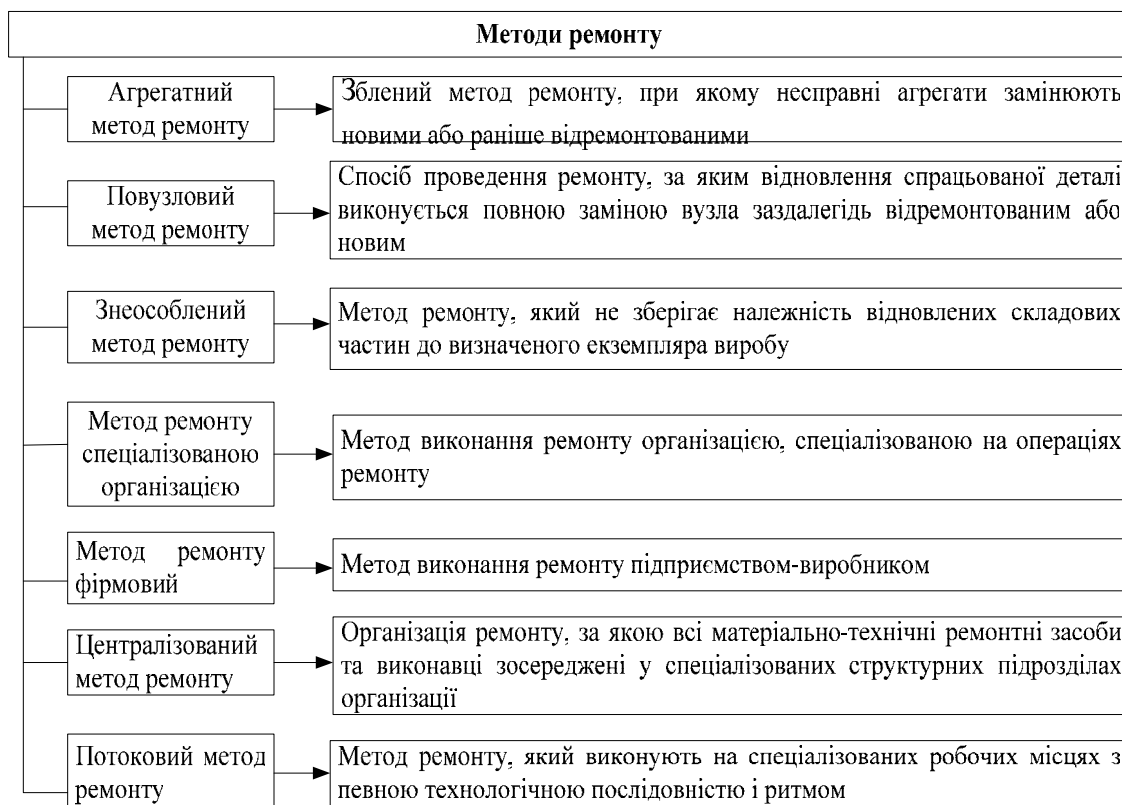 Методи ремонту
Агрегатний
метод ремонту
Зблений метод ремонту, при якому несправні агрегати замінюють
новими або раніше відремонтованими
Повузловий
метод ремонту
Спосіб проведення ремонту, за яким відновлення спрацьованої деталі
виконується повною заміною вузла заздалегідь відремонтованим або
новим
Знеособлений
метод ремонту
Метод ремонту, який не зберігає належність відновлених складових
частин до визначеного екземпляра виробу
Метод ремонту
спеціалізованою
організацією
Метод виконання ремонту організацією, спеціалізованою на операціях
ремонту
Метод ремонту
фірмовий
Метод виконання ремонту підприємством-виробником
Централізований
метод ремонту
Організація ремонту, за якою всі матеріально-технічні ремонтні засоби
та виконавці зосереджені у спеціалізованих структурних підрозділах
організації
Потоковий метод
ремонту
Метод ремонту, який виконують на спеціалізованих робочих місцях з
певною технологічною послідовністю і ритмом